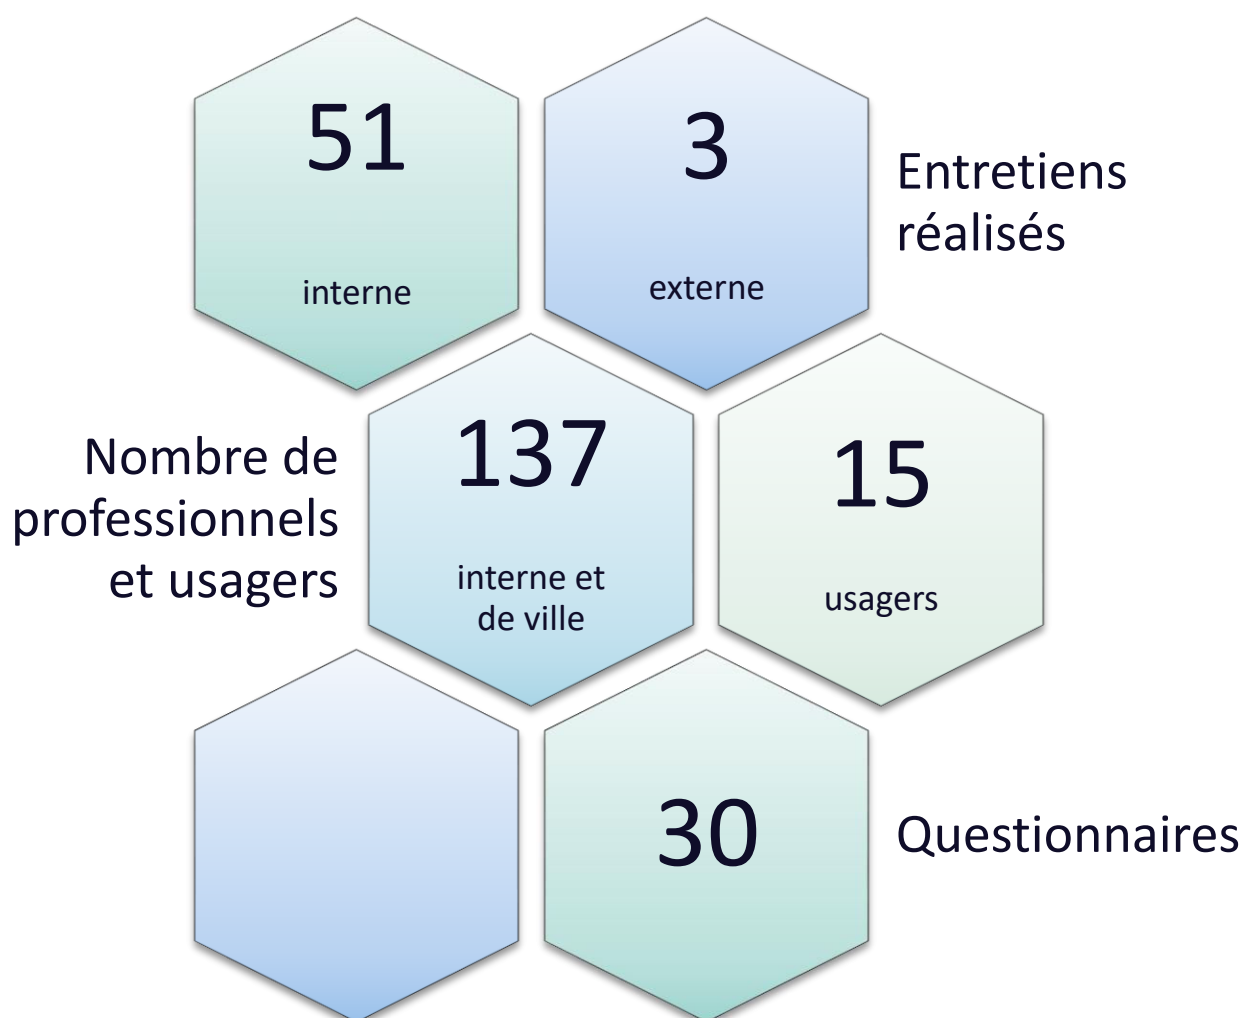 51
interne
3
externe
Entretiens
réalisés
Nombre de
professionnels
et usagers
137
interne et
de ville
15
usagers
30
Questionnaires